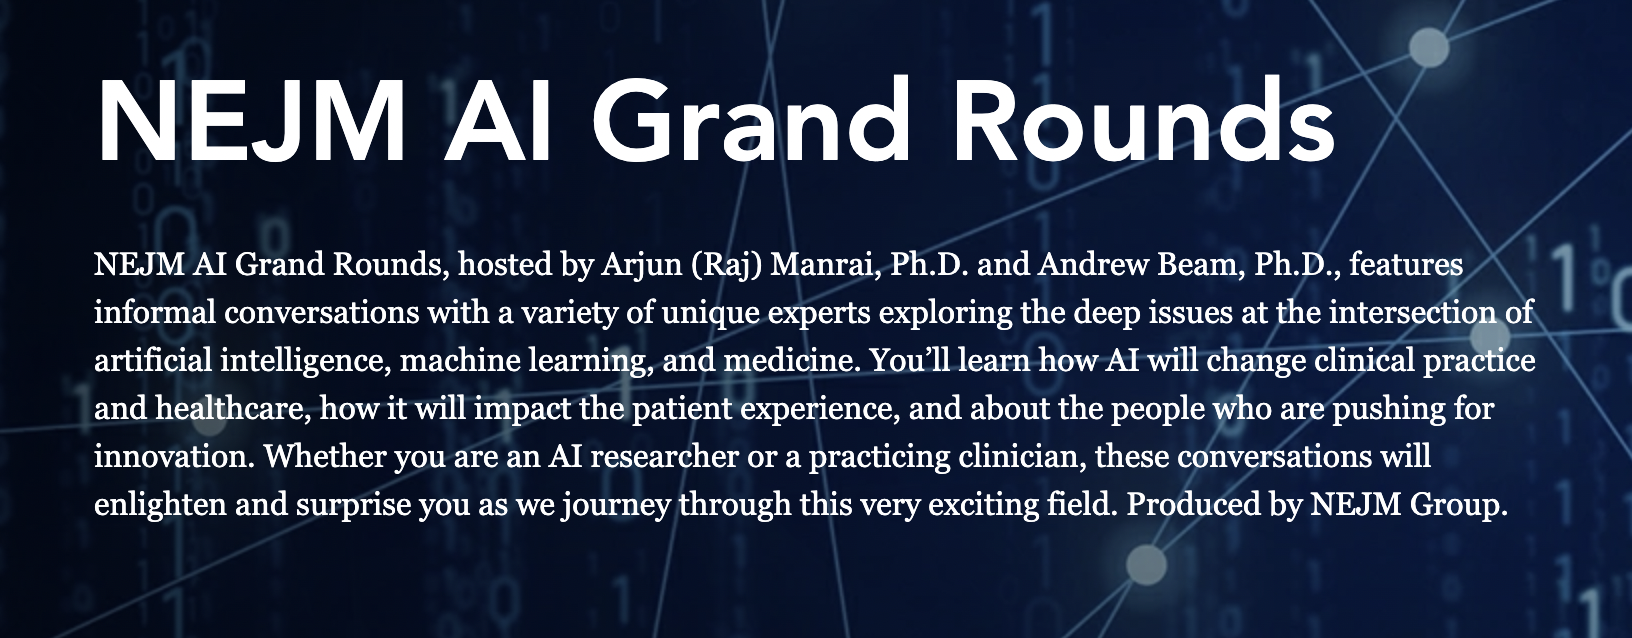 NEJM AI Grand Rounds
NEJM AI Grand Rounds, hosted by Arjun (Raj) Manrai, Ph.D. and Andrew Beam, Ph.D., features
informal conversations with a variety of unique experts exploring the deep issues at the intersection of
artificial intelligence, machine learning, and medicine. You’ll learn how AI will change clinical practice
and healthcare, how it will impact the patient experience, and about the people who are pushing for
innovation. Whether you are an AI researcher or a practicing clinician, these conversations will
enlighten and surprise you as we journey through this very exciting field. Produced by NEJM Group.